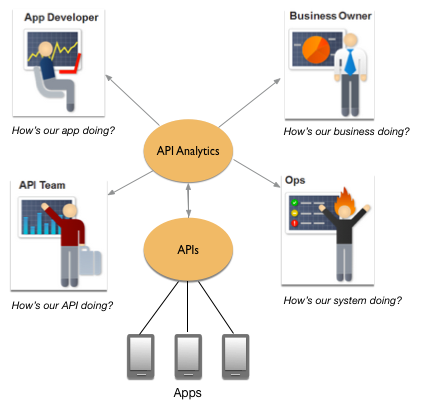 App Developer
Business Owner
How's our app doing?
How's our business doing?
API Analytics
API Team
Ops
APIs
How's our API doing?
How's our system doing?
Apps